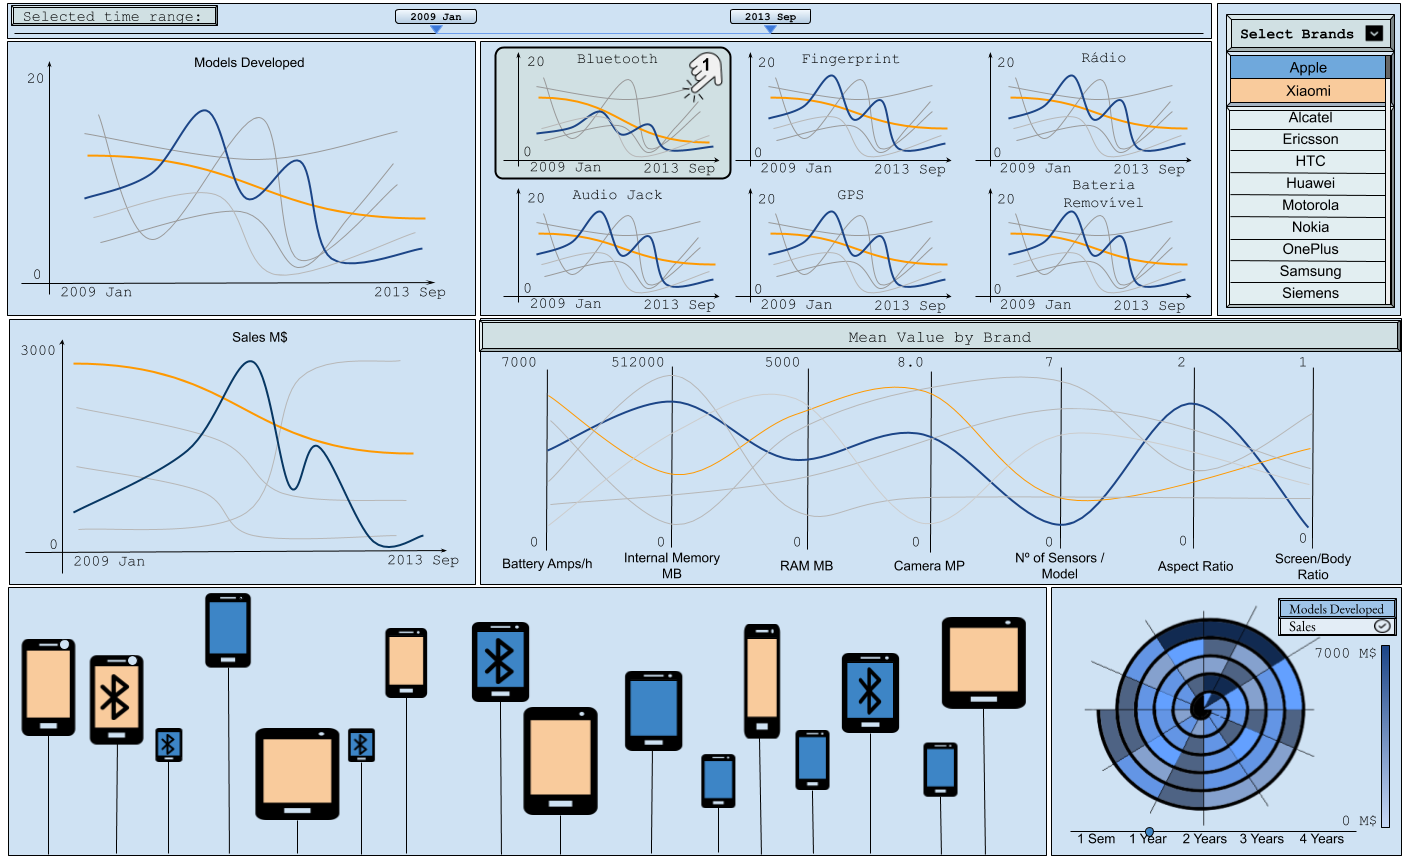 Selected time range:
2009 Jan
2013 Sep
Select Brands
Apple
Xiaomi
Alcatel
Ericsson
HTC
Huawei
Motorola
Nokia
OnePlus
Samsung
Siemens
Models Developed
20
0
2009 Jan
2013 Sep
Bluetooth
1
20
0
2009 Jan
2013 Sep
Fingerprint
20
0
2009 Jan
2013 Sep
Rádio
20
0
2009 Jan
2013 Sep
Audio Jack
20
0
2009 Jan
2013 Sep
GPS
20
0
2009 Jan
2013 Sep
Bateria
Removível
20
0
2009 Jan
2013 Sep
Sales M$
3000
0
2009 Jan
2013 Sep
Mean Value by Brand
7000
512000
5000
8.0
7
2
1
0
0
0
0
0
0
0
Battery Amps/h
Internal Memory
MB
RAM MB
Camera MP
Nº of Sensors /
Model
Aspect Ratio
Screen/Body
Ratio
Models Developed
Sales
7000 M$
0 M$
1 Sem
1 Year
2 Years
3 Years
4 Years